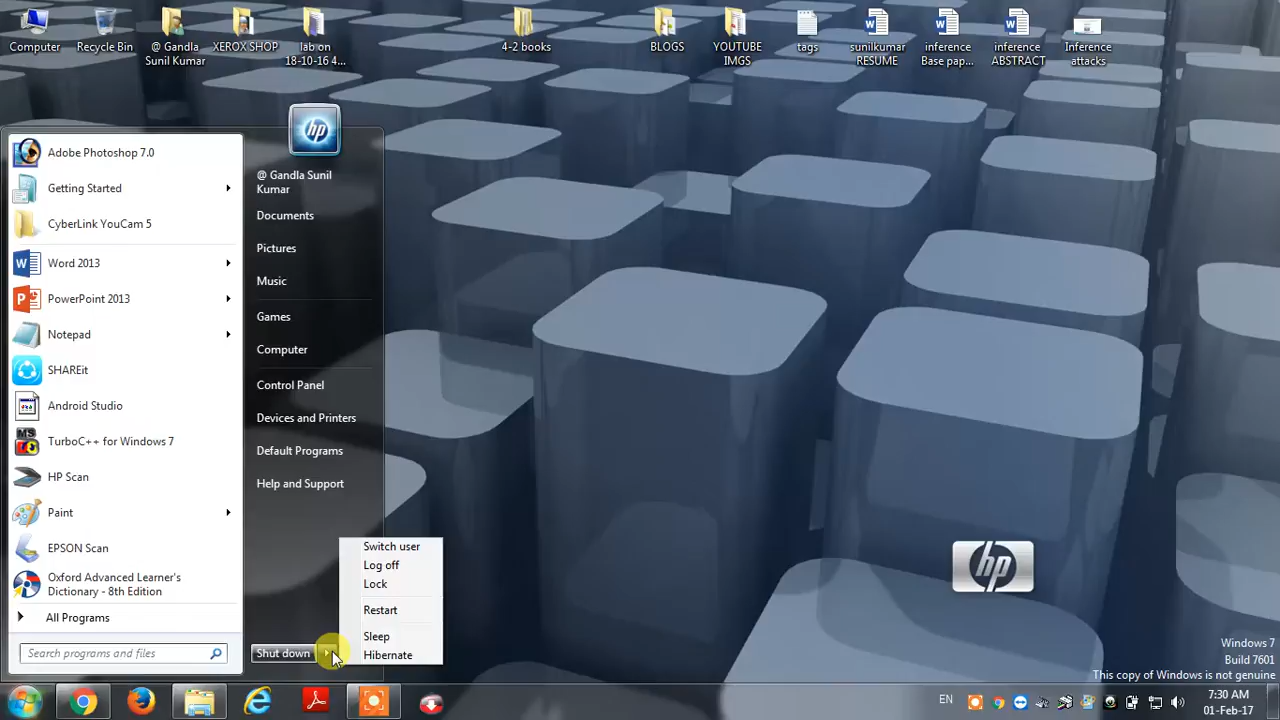 Computer
Recycle Bin
@ Gandla
Sunil Kumar
XEROX SHOP
lab on
18-10-16 4...
4-2 books
BLOGS
YOUTUBE
IMGS
tags
sunilkumar
RESUME
inference
Base pap...
inference
ABSTRACT
Inference
attacks
hp
Adobe Photoshop 7.0
Getting Started
CyberLink YouCam 5
Word 2013
PowerPoint 2013
Notepad
SHAREit
Android Studio
TurboC++ for Windows 7
HP Scan
Paint
EPSON Scan
Oxford Advanced Learner's
Dictionary - 8th Edition
All Programs
Search programs and files
@ Gandla Sunil
Kumar
Documents
Pictures
Music
Games
Computer
Control Panel
Devices and Printers
Default Programs
Help and Support
Shut down
Switch user
Log off
Lock
Restart
Sleep
Hibernate
hp
Windows 7
Build 7601
This copy of Windows is not genuine
EN
7:30 AM
01-Feb-17